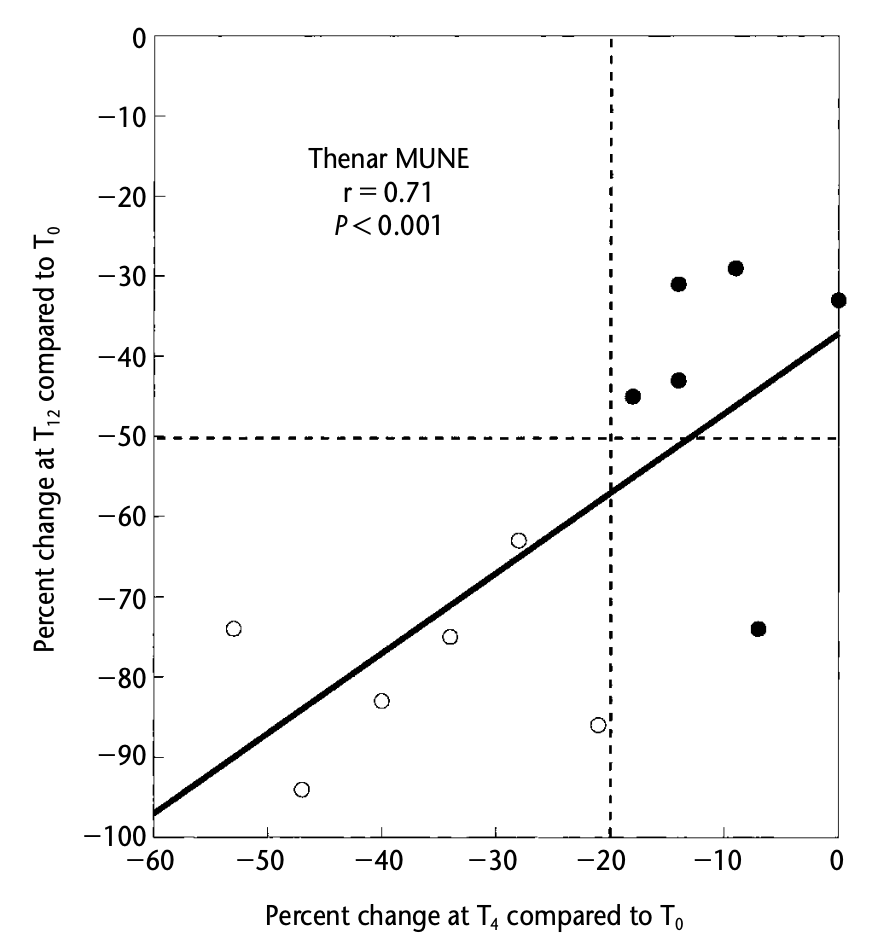 0
−10
−20
−30
−40
−50
−60
−70
−80
−90
−100
Thenar MUNE
r = 0.71
P < 0.001
Percent change at T12 compared to T0
−60 −50 −40 −30 −20 −10 0
Percent change at T4 compared to T0